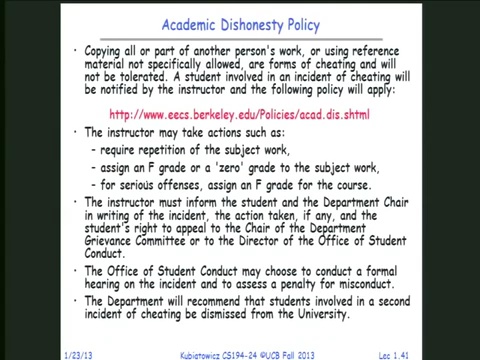 Academic Dishonesty Policy
• Copying all or part of another person's work, or using reference
material not specifically allowed, are forms of cheating and will
not be tolerated. A student involved in an incident of cheating will
be notified by the instructor and the following policy will apply:
http://www.eecs.berkeley.edu/Policies/acad.dis.shtml
• The instructor may take actions such as:
– require repetition of the subject work,
– assign an F grade or a 'zero' grade to the subject work,
– for serious offenses, assign an F grade for the course.
• The instructor must inform the student and the Department Chair
in writing of the incident, the action taken, if any, and the
student's right to appeal to the Chair of the Department
Grievance Committee or to the Director of the Office of Student
Conduct.
• The Office of Student Conduct may choose to conduct a formal
hearing on the incident and to assess a penalty for misconduct.
• The Department will recommend that students involved in a second
incident of cheating be dismissed from the University.
1/23/13 Kubiatowicz CS194-24 ©UCB Fall 2013 Lec 1.41